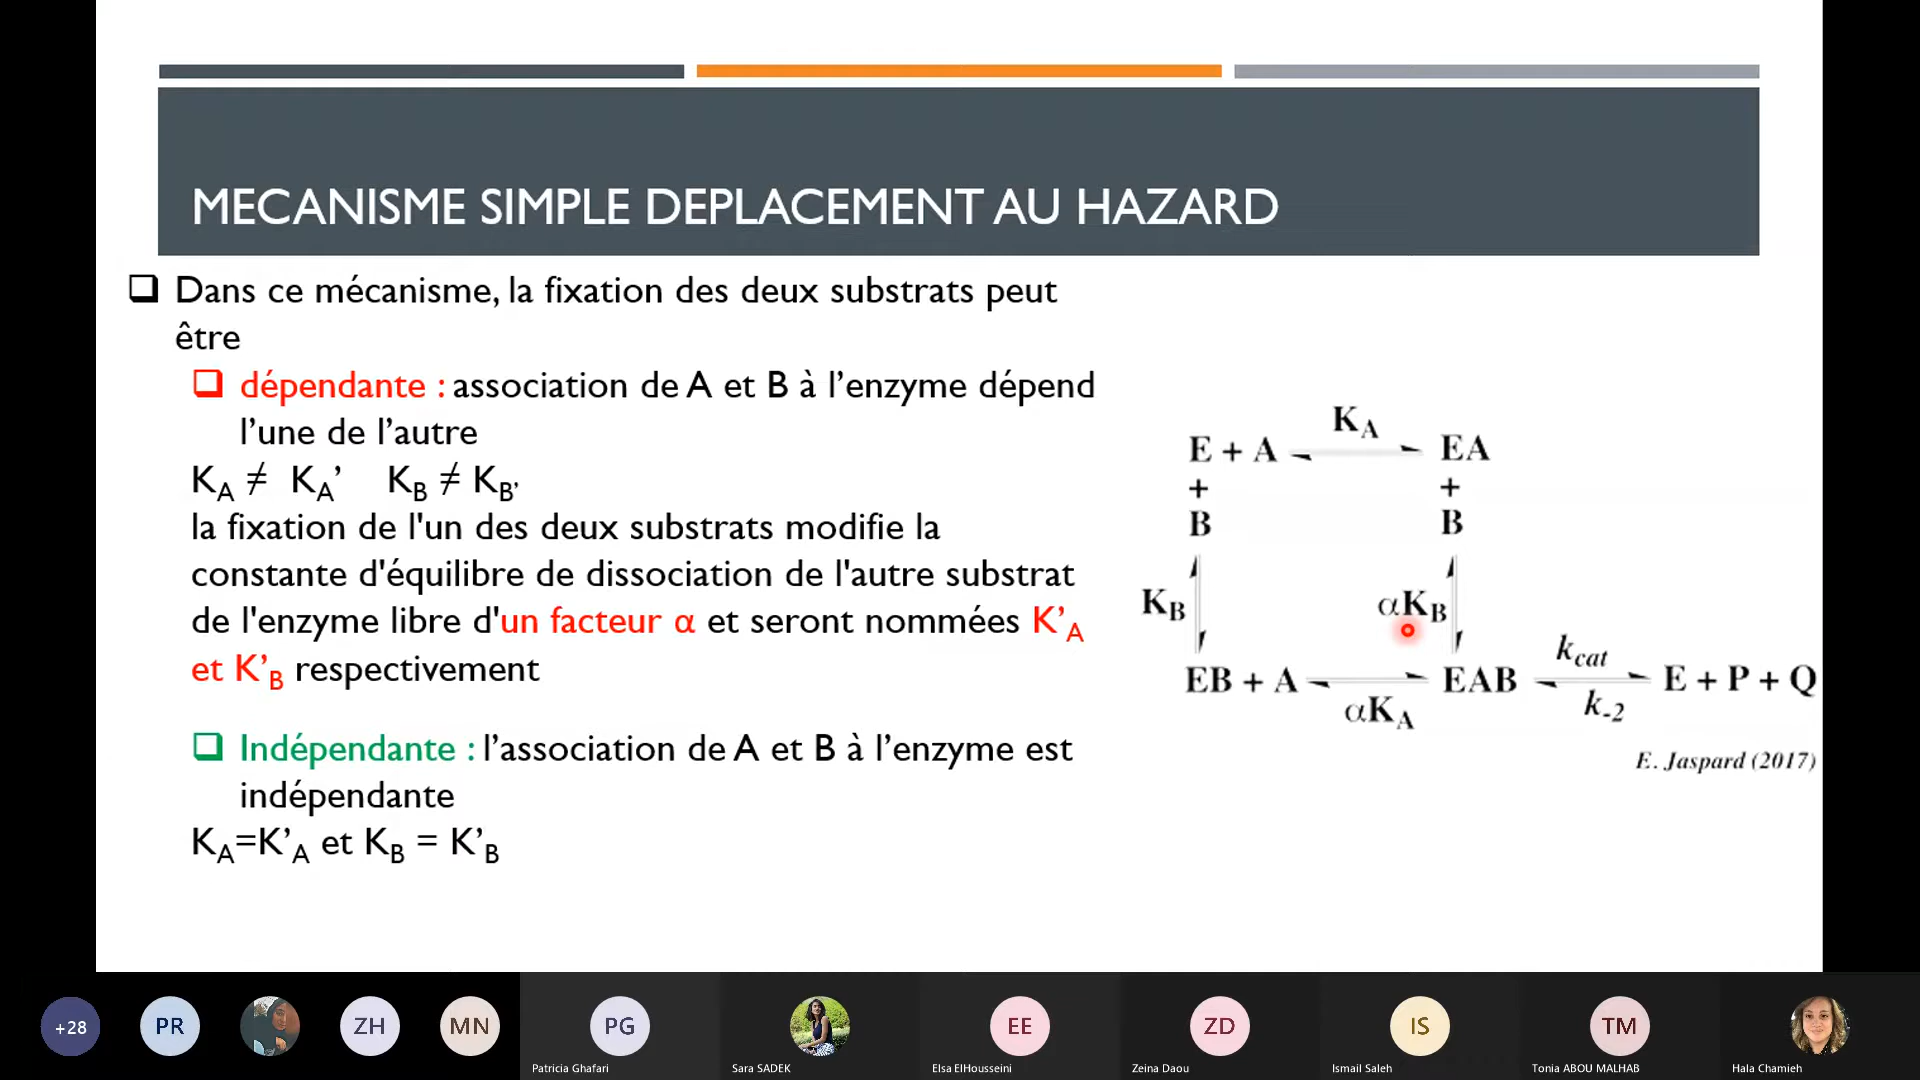 MECANISME SIMPLE DEPLACEMENT AU HAZARD
❑ Dans ce mécanisme, la fixation des deux substrats peut
être
❑ dépendante : association de A et B à l’enzyme dépend
l’une de l’autre
K_A ≠ K_A’ K_B ≠ K_B’
la fixation de l'un des deux substrats modifie la
constante d'équilibre de dissociation de l'autre substrat
de l'enzyme libre d'un facteur α et seront nommées K’_A
et K’_B respectivement
❑ Indépendante : l’association de A et B à l’enzyme est
indépendante
K_A=K’_A et K_B = K’_B
K_A
E + A ⇌ EA
+ +
B B
K_B αK_B
k_cat
EB + A ⇌ EAB ⇌ E + P + Q
αK_A k_-2
E. Jaspard (2017)
+28 PR ZH MN PG EE ZD IS TM
Patricia Ghafari Sara SADEK Elsa ElHousseini Zeina Daou Ismail Saleh Tonia ABOU MALHAB Hala Chamieh